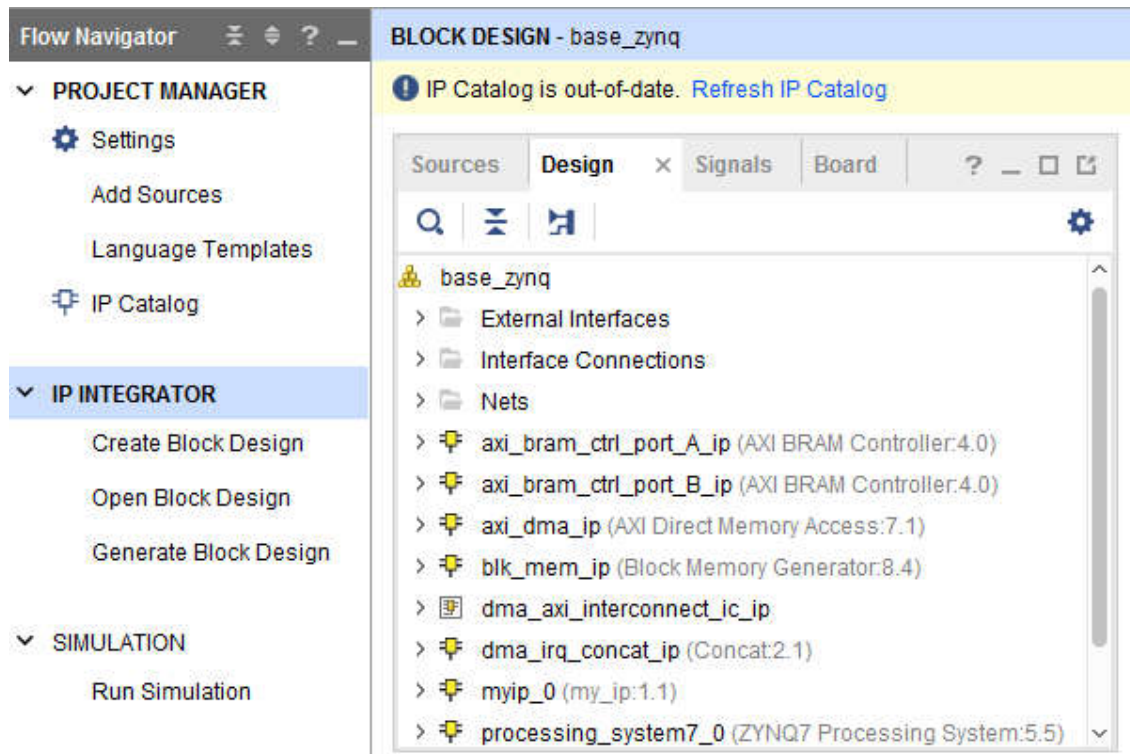 Flow Navigator ? _
PROJECT MANAGER
Settings
Add Sources
Language Templates
IP Catalog
IP INTEGRATOR
Create Block Design
Open Block Design
Generate Block Design
SIMULATION
Run Simulation
BLOCK DESIGN - base_zynq
IP Catalog is out-of-date. Refresh IP Catalog
Sources Design × Signals Board ? _
base_zynq
External Interfaces
Interface Connections
Nets
axi_bram_ctrl_port_A_ip (AXI BRAM Controller:4.0)
axi_bram_ctrl_port_B_ip (AXI BRAM Controller:4.0)
axi_dma_ip (AXI Direct Memory Access:7.1)
blk_mem_ip (Block Memory Generator:8.4)
dma_axi_interconnect_ic_ip
dma_irq_concat_ip (Concat:2.1)
myip_0 (my_ip:1.1)
processing_system7_0 (ZYNQ7 Processing System:5.5)